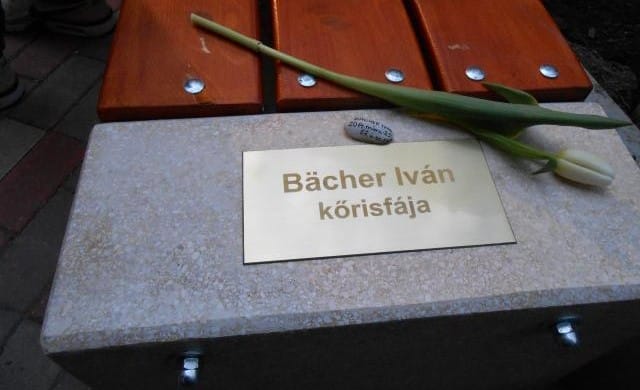 Bächer Iván
kőrisfája